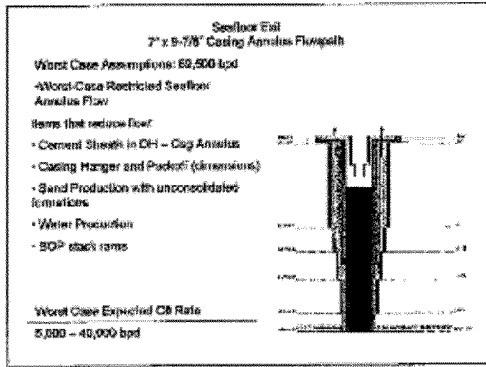 Seafloor Exit
7" x 9-7/8" Casing Annulus Flowpath
Worst Case Assumptions: 60,500 bpd
•Worst-Case Restricted Seafloor
Annulus Flow
Items that reduce flow:
• Cement Sheath in OH – Csg Annulus
• Casing Hanger and Packoff (dimensions)
• Sand Production with unconsolidated
formations
• Water Production
• BOP stack rams
Worst Case Expected Oil Rate
5,000 – 40,000 bpd